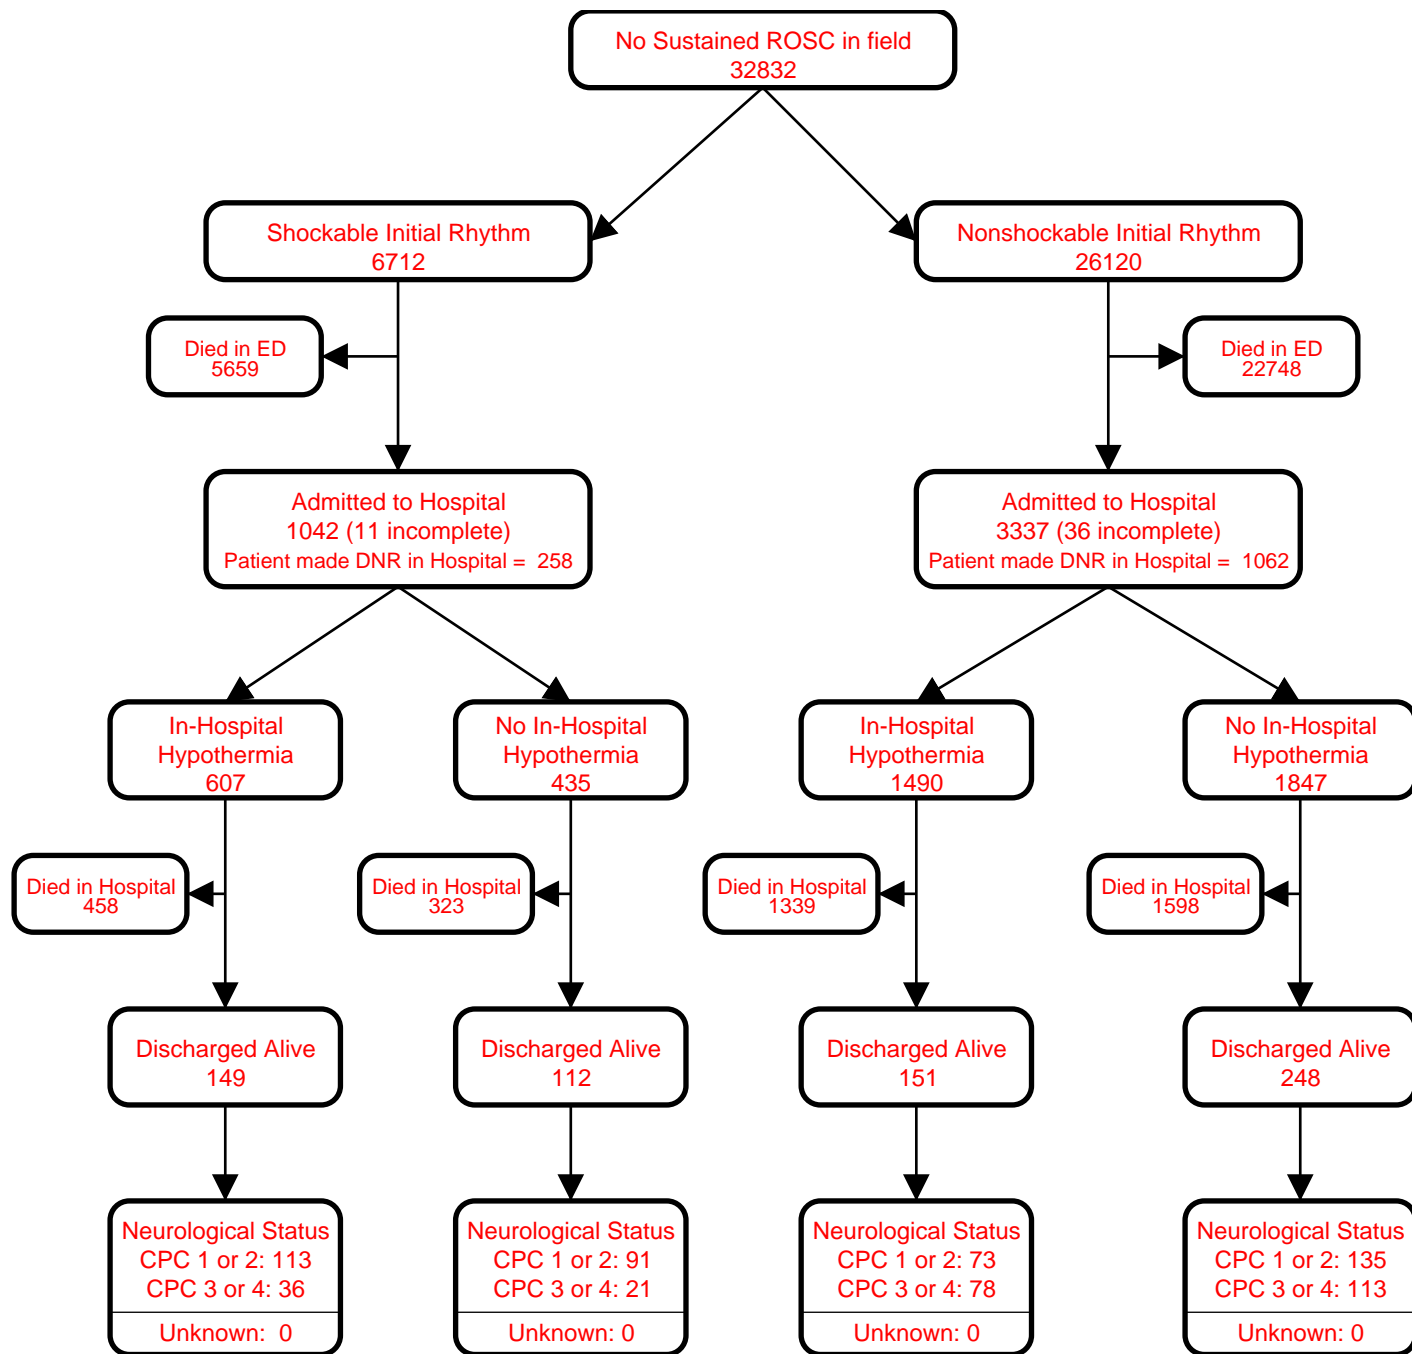 No Sustained ROSC in field
32832
Shockable Initial Rhythm
6712
Nonshockable Initial Rhythm
26120
Died in ED
5659
Died in ED
22748
Admitted to Hospital
1042 (11 incomplete)
Patient made DNR in Hospital =  258
Admitted to Hospital
3337 (36 incomplete)
Patient made DNR in Hospital =  1062
In-Hospital
Hypothermia
607
No In-Hospital
Hypothermia
435
In-Hospital
Hypothermia
1490
No In-Hospital
Hypothermia
1847
Died in Hospital
458
Died in Hospital
323
Died in Hospital
1339
Died in Hospital
1598
Discharged Alive
149
Discharged Alive
112
Discharged Alive
151
Discharged Alive
248
Neurological Status
CPC 1 or 2: 113
CPC 3 or 4: 36
Unknown:  0
Neurological Status
CPC 1 or 2: 91
CPC 3 or 4: 21
Unknown: 0
Neurological Status
CPC 1 or 2: 73
CPC 3 or 4: 78
Unknown: 0
Neurological Status
CPC 1 or 2: 135
CPC 3 or 4: 113
Unknown: 0